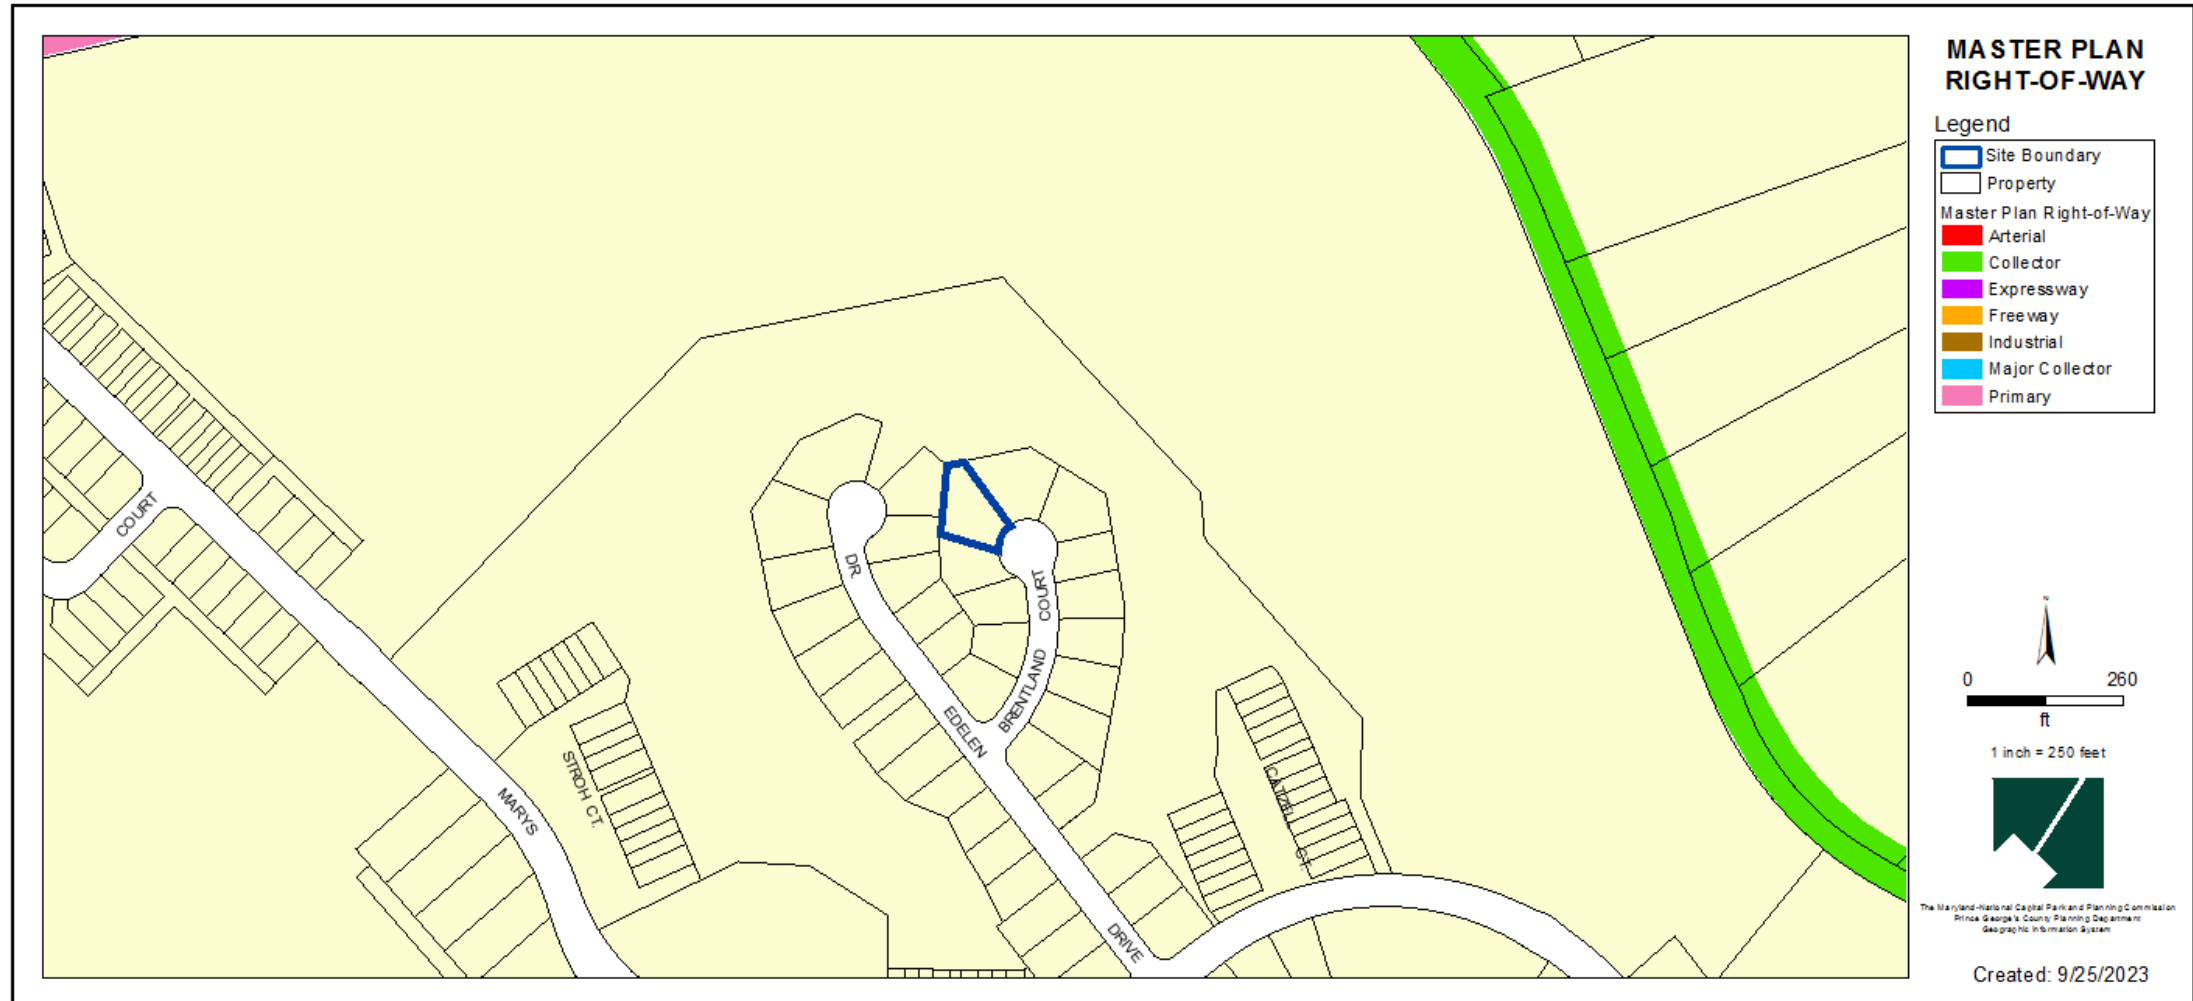 MASTER PLAN
RIGHT-OF-WAY
Legend
Site Boundary
Property
Master Plan Right-of-Way
Arterial
Collector
Expressway
Freeway
Industrial
Major Collector
Primary
N
0 260
ft
1 inch = 250 feet
The Maryland-National Capital Park and Planning Commission
Prince George's County Planning Department
Geographic Information System
Created: 9/25/2023
COURT
DR
COURT
BRENTLAND
EDELEN
STROH CT.
MARYS
CT.
DRIVE